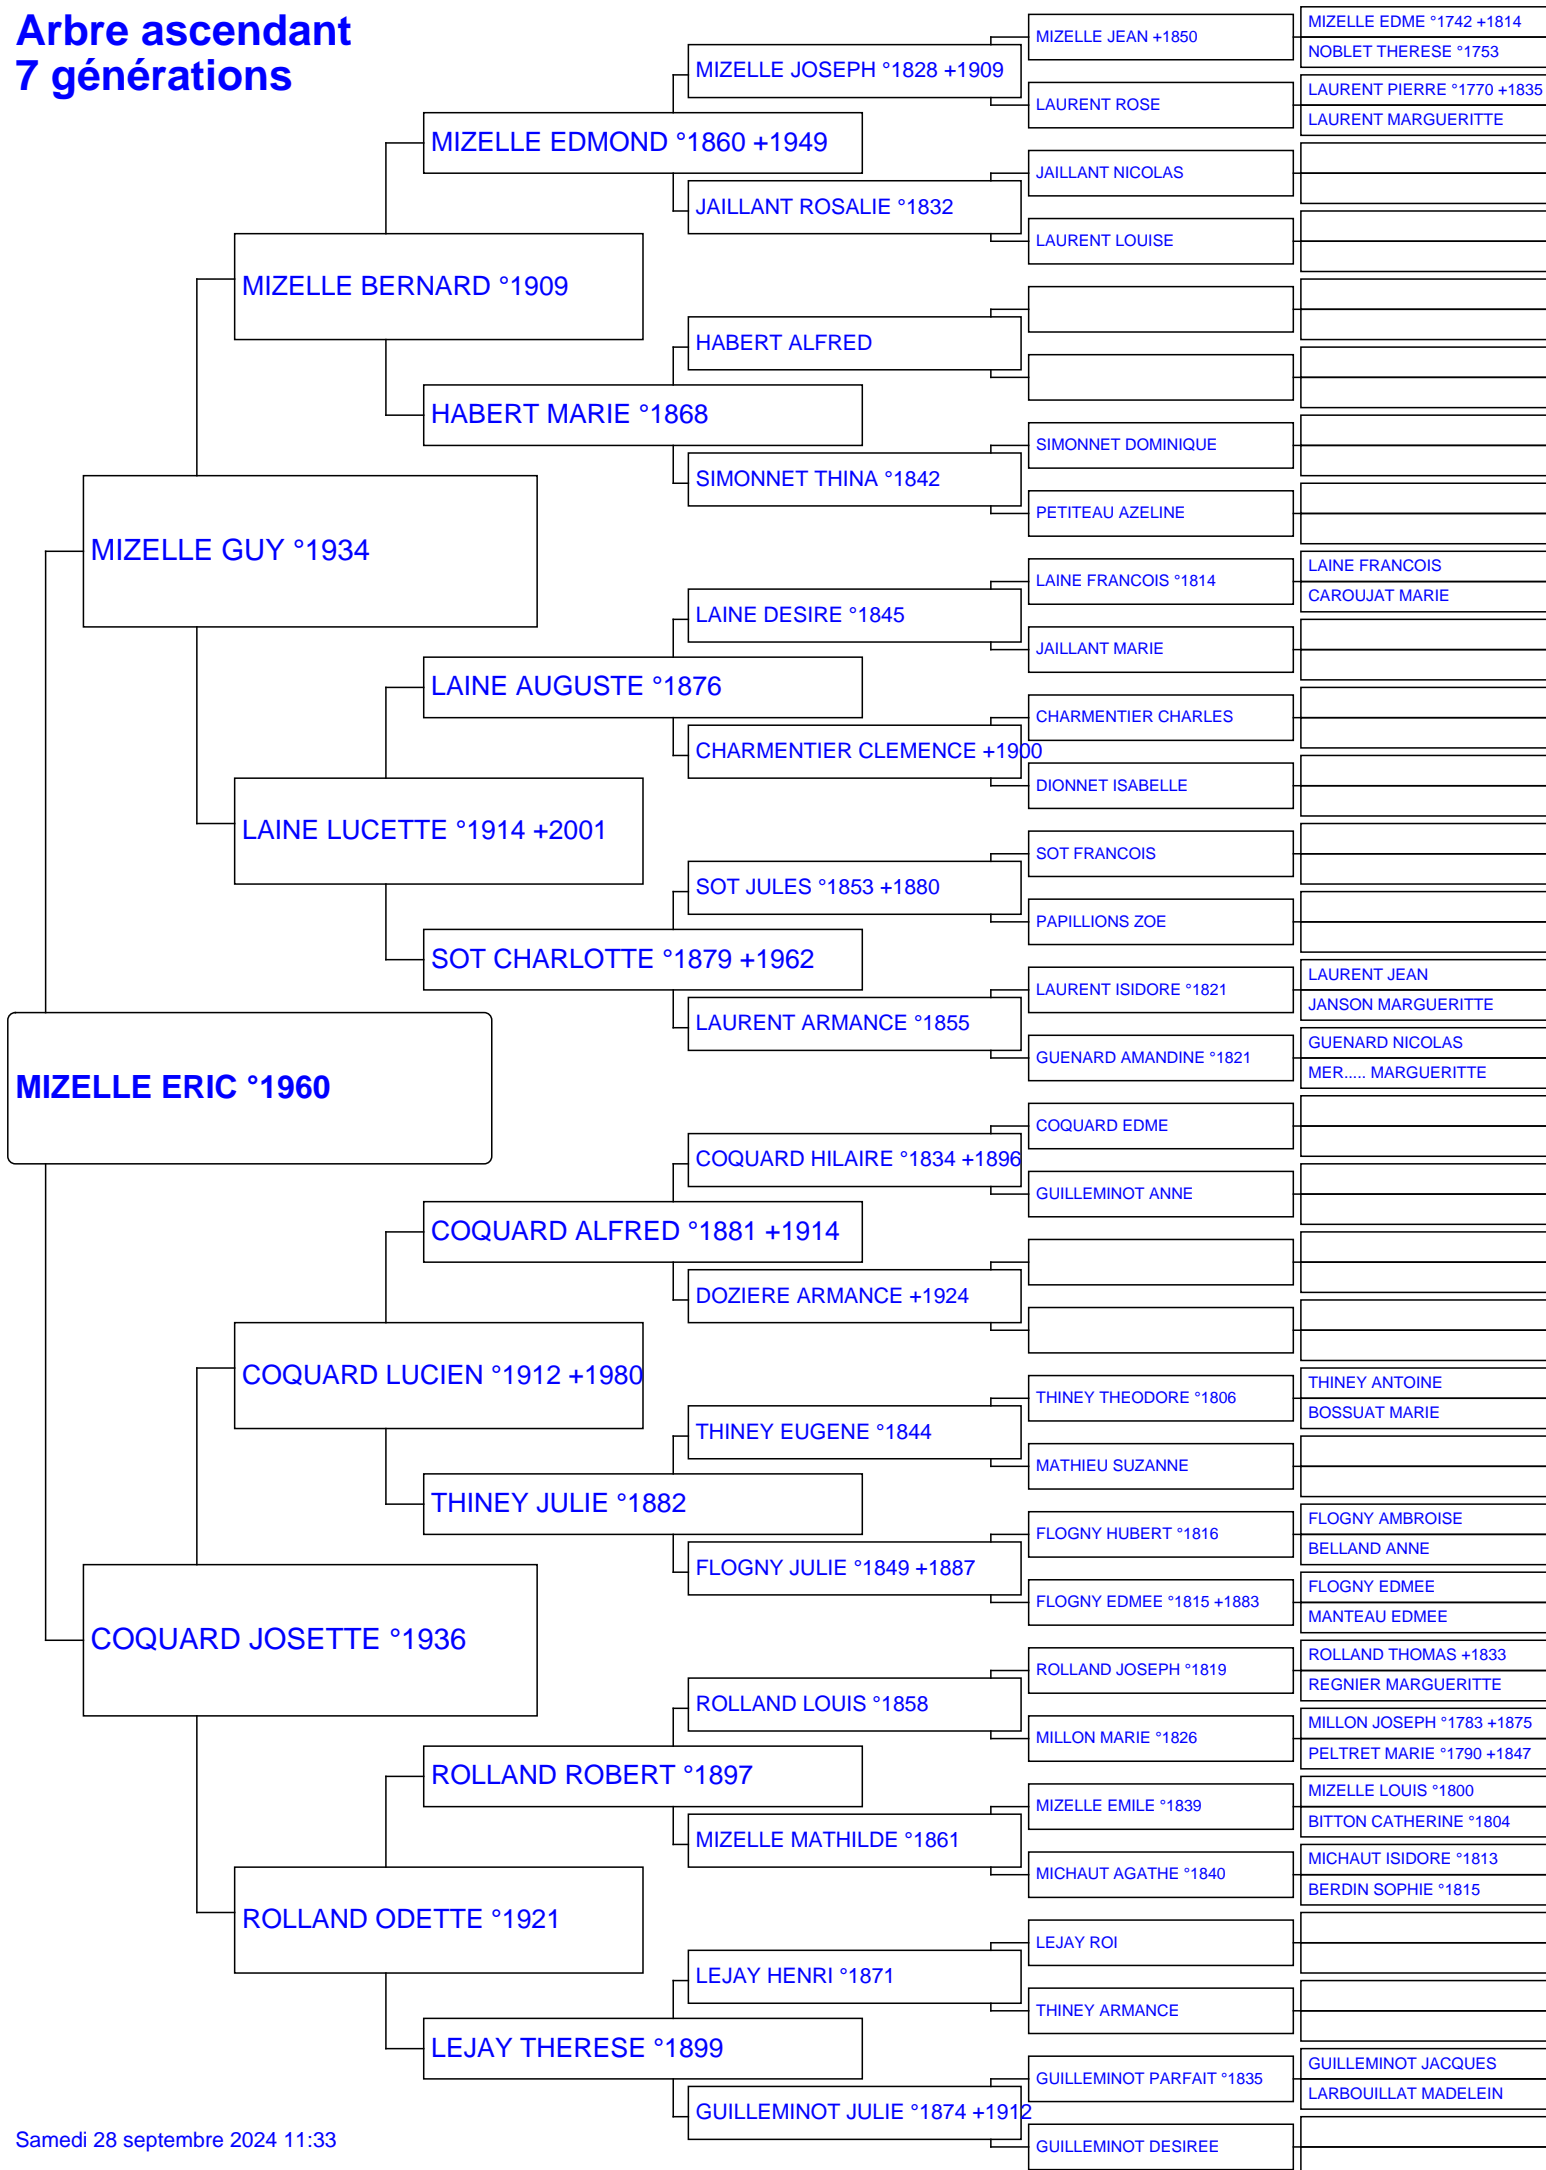 Arbre ascendant
7 générations
MIZELLE ERIC °1960
MIZELLE GUY °1934
COQUARD JOSETTE °1936
MIZELLE BERNARD °1909
LAINE LUCETTE °1914 +2001
COQUARD LUCIEN °1912 +1980
ROLLAND ODETTE °1921
MIZELLE EDMOND °1860 +1949
HABERT MARIE °1868
LAINE AUGUSTE °1876
SOT CHARLOTTE °1879 +1962
COQUARD ALFRED °1881 +1914
THINEY JULIE °1882
ROLLAND ROBERT °1897
LEJAY THERESE °1899
MIZELLE JOSEPH °1828 +1909
JAILLANT ROSALIE °1832
HABERT ALFRED
SIMONNET THINA °1842
LAINE DESIRE °1845
CHARMENTIER CLEMENCE +1900
SOT JULES °1853 +1880
LAURENT ARMANCE °1855
COQUARD HILAIRE °1834 +1896
DOZIERE ARMANCE +1924
THINEY EUGENE °1844
FLOGNY JULIE °1849 +1887
ROLLAND LOUIS °1858
MIZELLE MATHILDE °1861
LEJAY HENRI °1871
GUILLEMINOT JULIE °1874 +1912
MIZELLE JEAN +1850
LAURENT ROSE
JAILLANT NICOLAS
LAURENT LOUISE
SIMONNET DOMINIQUE
PETITEAU AZELINE
LAINE FRANCOIS °1814
JAILLANT MARIE
CHARMENTIER CHARLES
DIONNET ISABELLE
SOT FRANCOIS
PAPILLIONS ZOE
LAURENT ISIDORE °1821
GUENARD AMANDINE °1821
COQUARD EDME
GUILLEMINOT ANNE
THINEY THEODORE °1806
MATHIEU SUZANNE
FLOGNY HUBERT °1816
FLOGNY EDMEE °1815 +1883
ROLLAND JOSEPH °1819
MILLON MARIE °1826
MIZELLE EMILE °1839
MICHAUT AGATHE °1840
LEJAY ROI
THINEY ARMANCE
GUILLEMINOT PARFAIT °1835
GUILLEMINOT DESIREE
MIZELLE EDME °1742 +1814
NOBLET THERESE °1753
LAURENT PIERRE °1770 +1835
LAURENT MARGUERITTE
LAINE FRANCOIS
CAROUJAT MARIE
LAURENT JEAN
JANSON MARGUERITTE
GUENARD NICOLAS
MER..... MARGUERITTE
THINEY ANTOINE
BOSSUAT MARIE
FLOGNY AMBROISE
BELLAND ANNE
FLOGNY EDMEE
MANTEAU EDMEE
ROLLAND THOMAS +1833
REGNIER MARGUERITTE
MILLON JOSEPH °1783 +1875
PELTRET MARIE °1790 +1847
MIZELLE LOUIS °1800
BITTON CATHERINE °1804
MICHAUT ISIDORE °1813
BERDIN SOPHIE °1815
GUILLEMINOT JACQUES
LARBOUILLAT MADELEIN
Samedi 28 septembre 2024 11:33